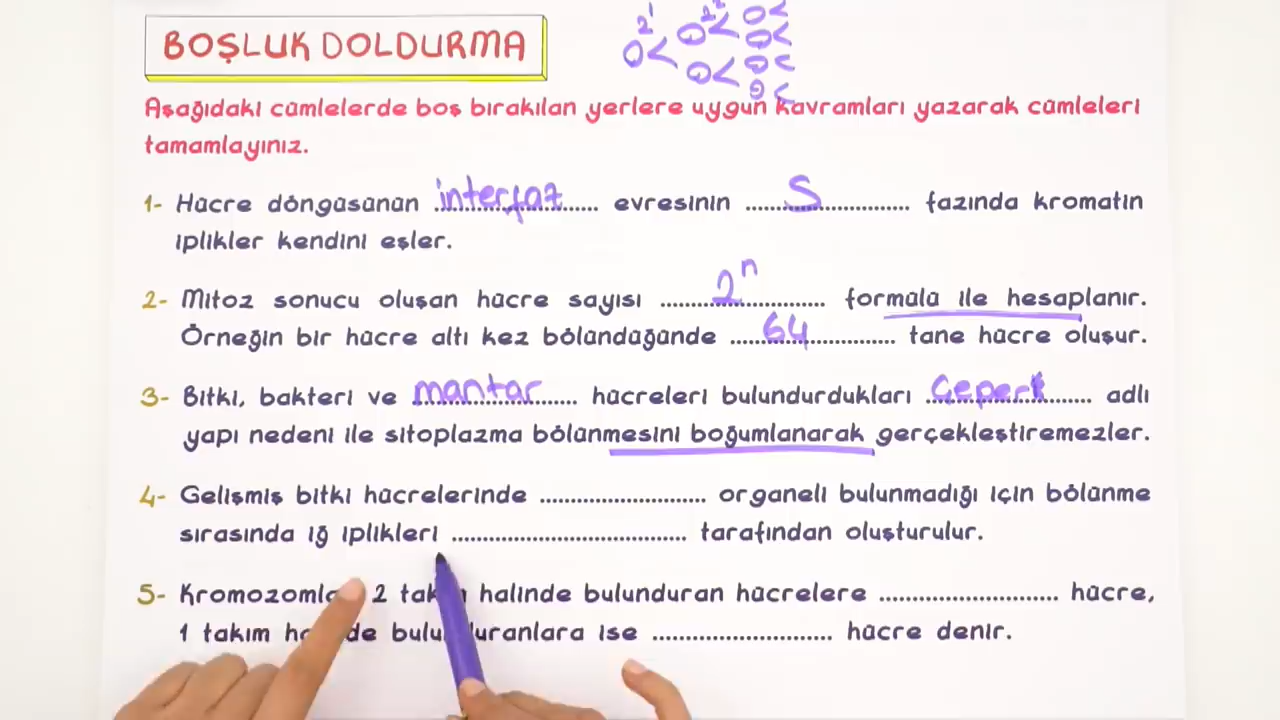 2¹ 2²
BOŞLUK DOLDURMA
Aşağıdaki cümlelerde boş bırakılan yerlere uygun kavramları yazarak cümleleri
tamamlayınız.
1- Hücre döngüsünün interfaz evresinin S fazında kromatin
iplikler kendini eşler.
2- Mitoz sonucu oluşan hücre sayısı 2ⁿ formülü ile hesaplanır.
Örneğin bir hücre altı kez bölündüğünde 64 tane hücre oluşur.
3- Bitki, bakteri ve mantar hücreleri bulundurdukları çeper adlı
yapı nedeni ile sitoplazma bölünmesini boğumlanarak gerçekleştiremezler.
4- Gelişmiş bitki hücrelerinde .......................... organeli bulunmadığı için bölünme
sırasında iğ iplikleri ..................................... tarafından oluşturulur.
5- 2 halinde bulunduran hücrelere ............................ hücre,
1 takım ise ............................ hücre denir.